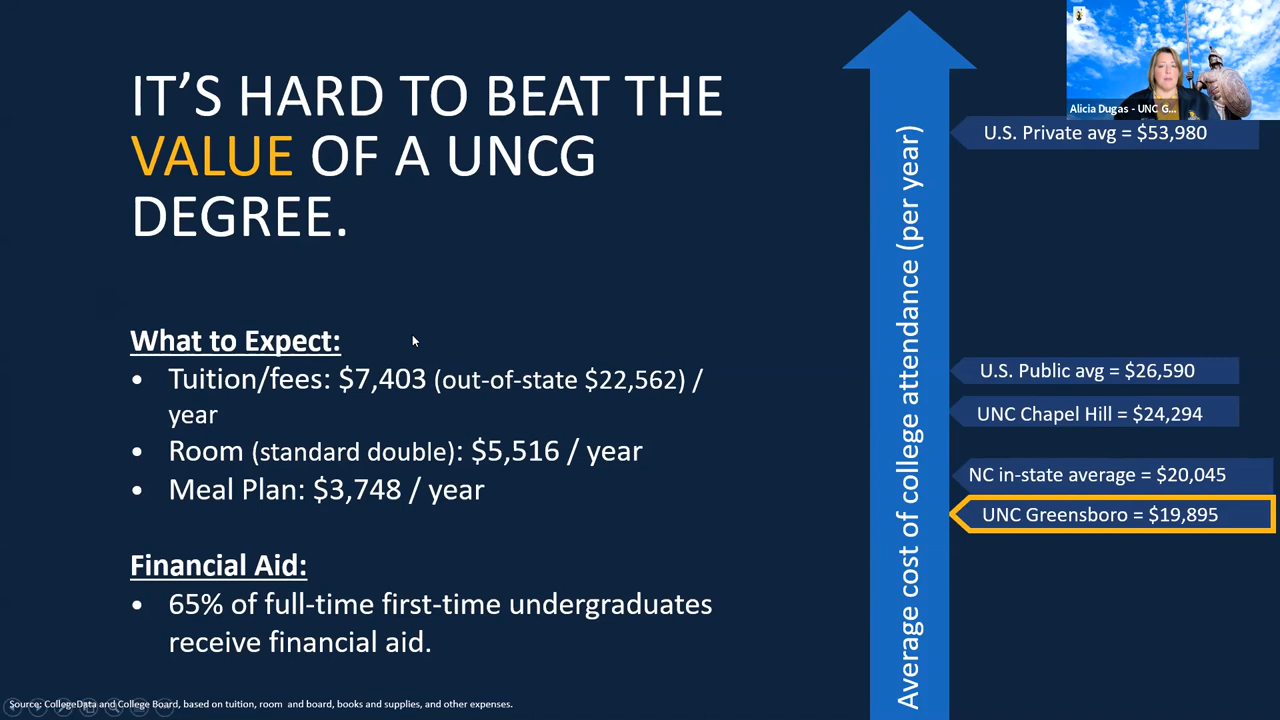 IT'S HARD TO BEAT THE
VALUE OF A UNCG
DEGREE.
What to Expect:
• Tuition/fees: $7,403 (out-of-state $22,562) /
year
• Room (standard double): $5,516 / year
• Meal Plan: $3,748 / year
Financial Aid:
• 65% of full-time first-time undergraduates
receive financial aid.
Source: CollegeData and College Board, based on tuition, room and board, books and supplies, and other expenses.
Average cost of college attendance (per year)
Alicia Dugas - UNC G...
U.S. Private avg = $53,980
U.S. Public avg = $26,590
UNC Chapel Hill = $24,294
NC in-state average = $20,045
UNC Greensboro = $19,895